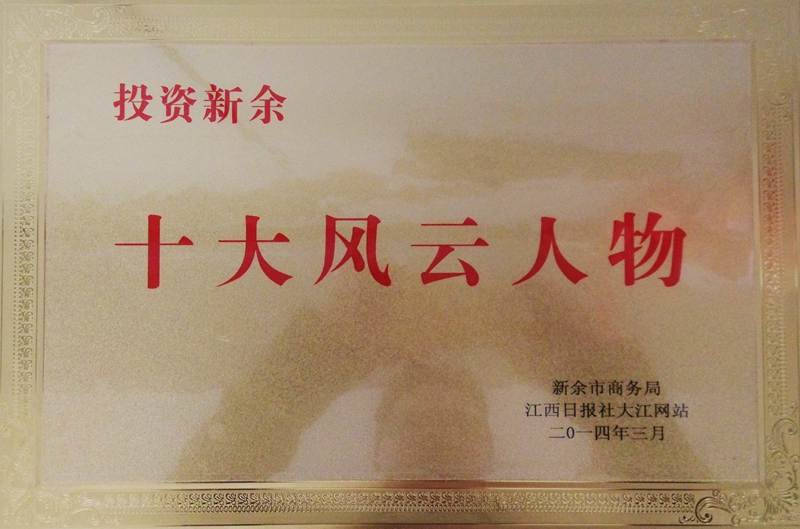 投资新余
十大风云人物
新余市商务局
江西日报社大江网站
二0一四年三月